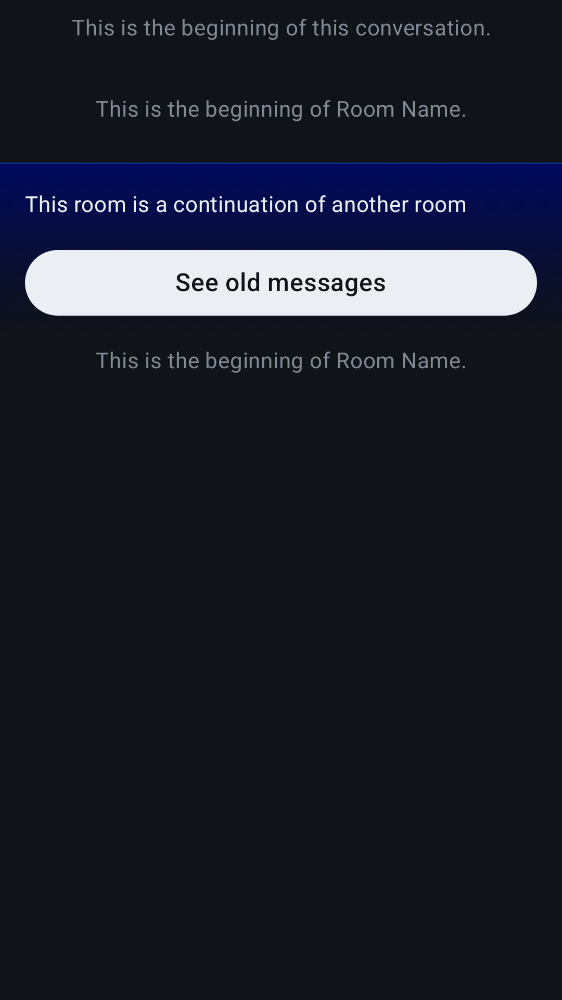 This is the beginning of this conversation.
This is the beginning of Room Name.
This room is a continuation of another room
See old messages
This is the beginning of Room Name.